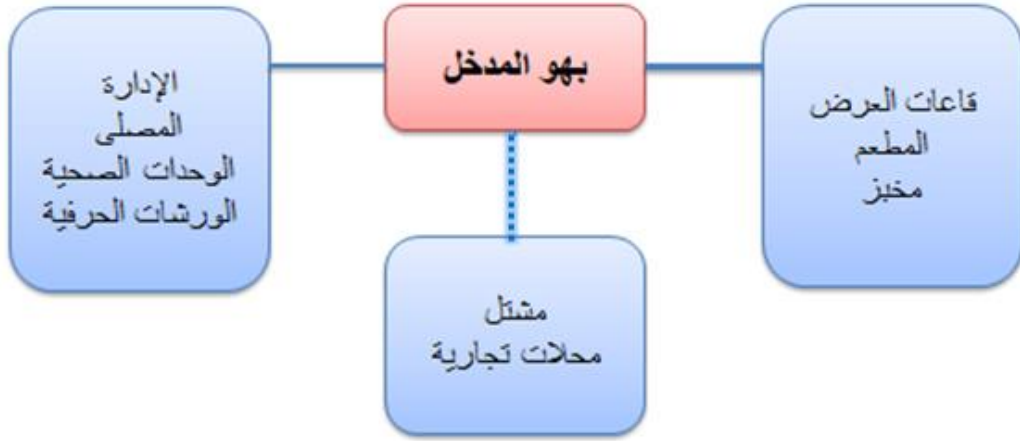 بهو المدخل
قاعات العرض
المطعم
مخبز
الإدارة
المصلى
الوحدات الصحية
الورشات الحرفية
مشتل
محلات تجارية